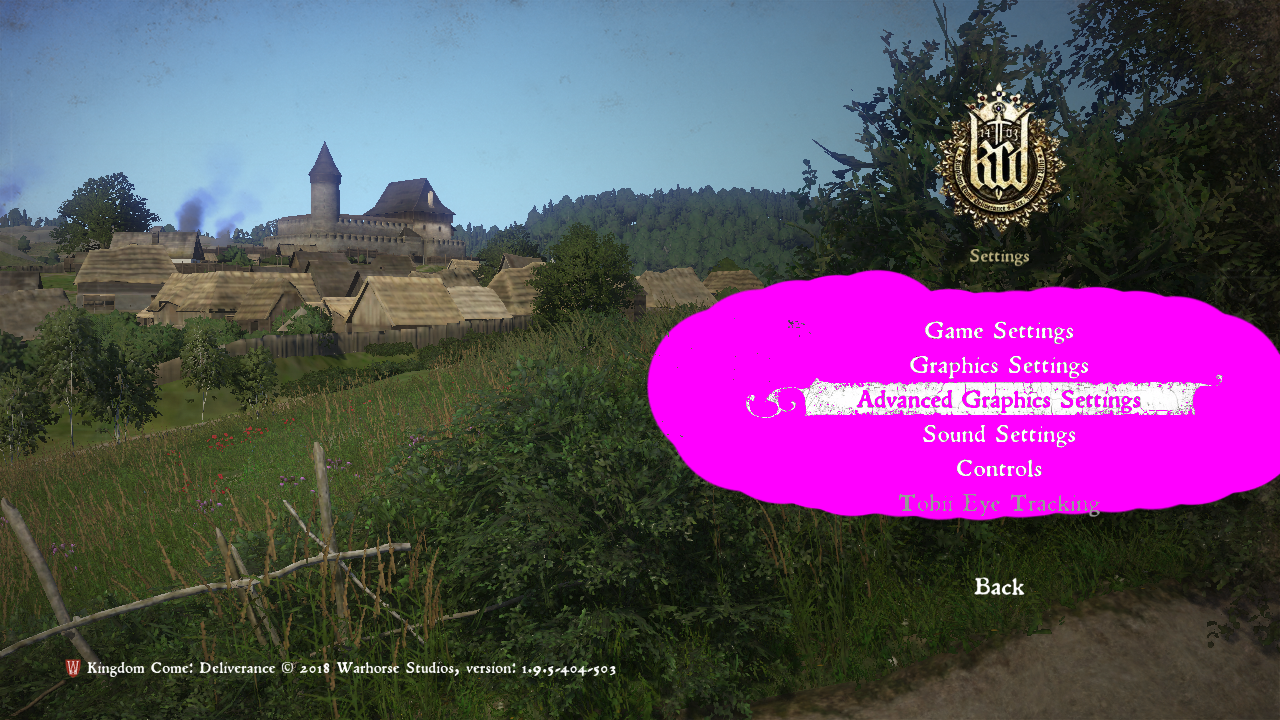 Settings
Game Settings
Graphics Settings
Advanced Graphics Settings
Sound Settings
Controls
Tobii Eye Tracking
Back
Kingdom Come: Deliverance © 2018 Warhorse Studios, version: 1.9.5-404-503